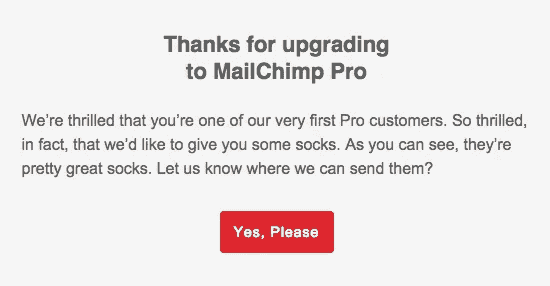 Thanks for upgrading
to MailChimp Pro
We’re thrilled that you’re one of our very first Pro customers. So thrilled,
in fact, that we’d like to give you some socks. As you can see, they’re
pretty great socks. Let us know where we can send them?
Yes, Please